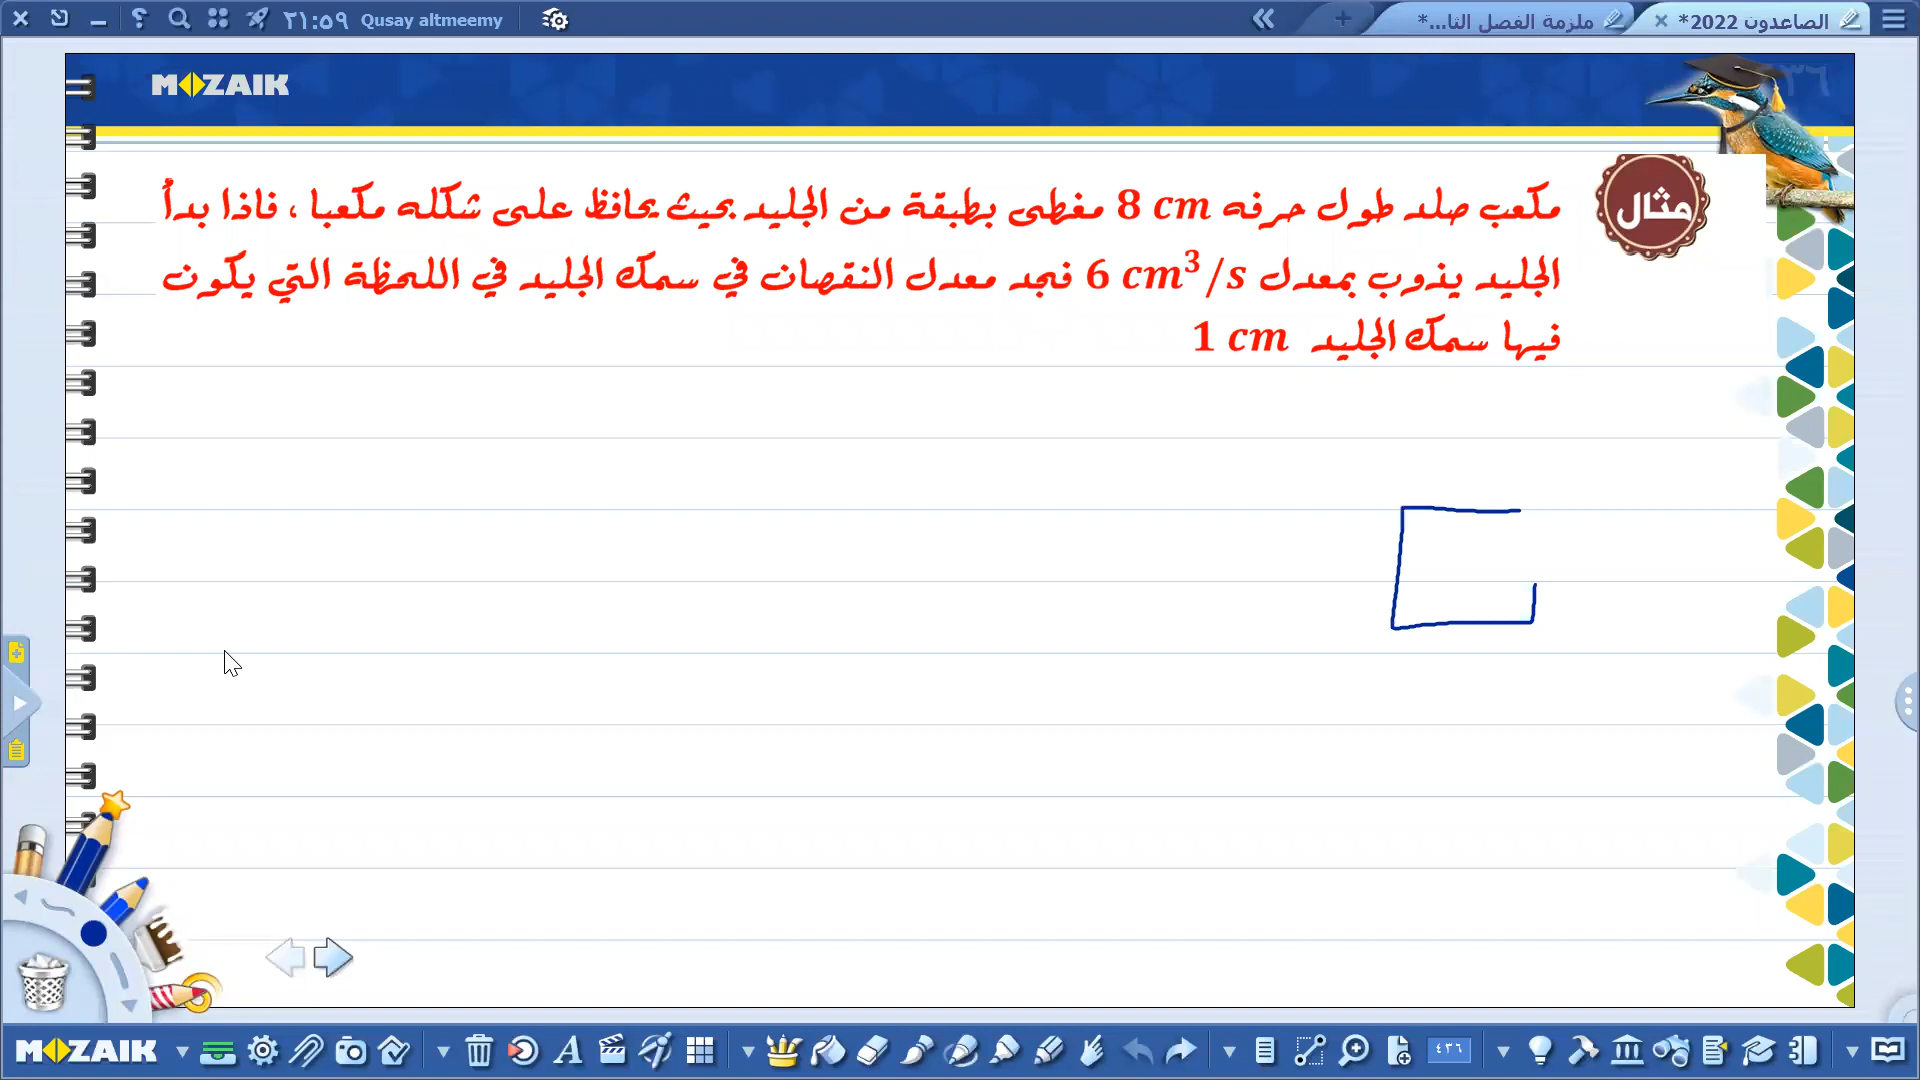 ٢١:٥٩ Qusay altmeemy
ملزمة الفصل الثا...*
الصاعدون 2022*
MOZAIK
٣٦
مثال
مكعب صلد طول حرفه 8 cm مغطى بطبقة من الجليد بحيث يحافظ على شكله مكعبا ، فاذا بدأ
الجليد يذوب بمعدل 6 cm³/s فجد معدل النقصان في سمك الجليد في اللحظة التي يكون
فيها سمك الجليد 1 cm
MOZAIK
٤٣٦